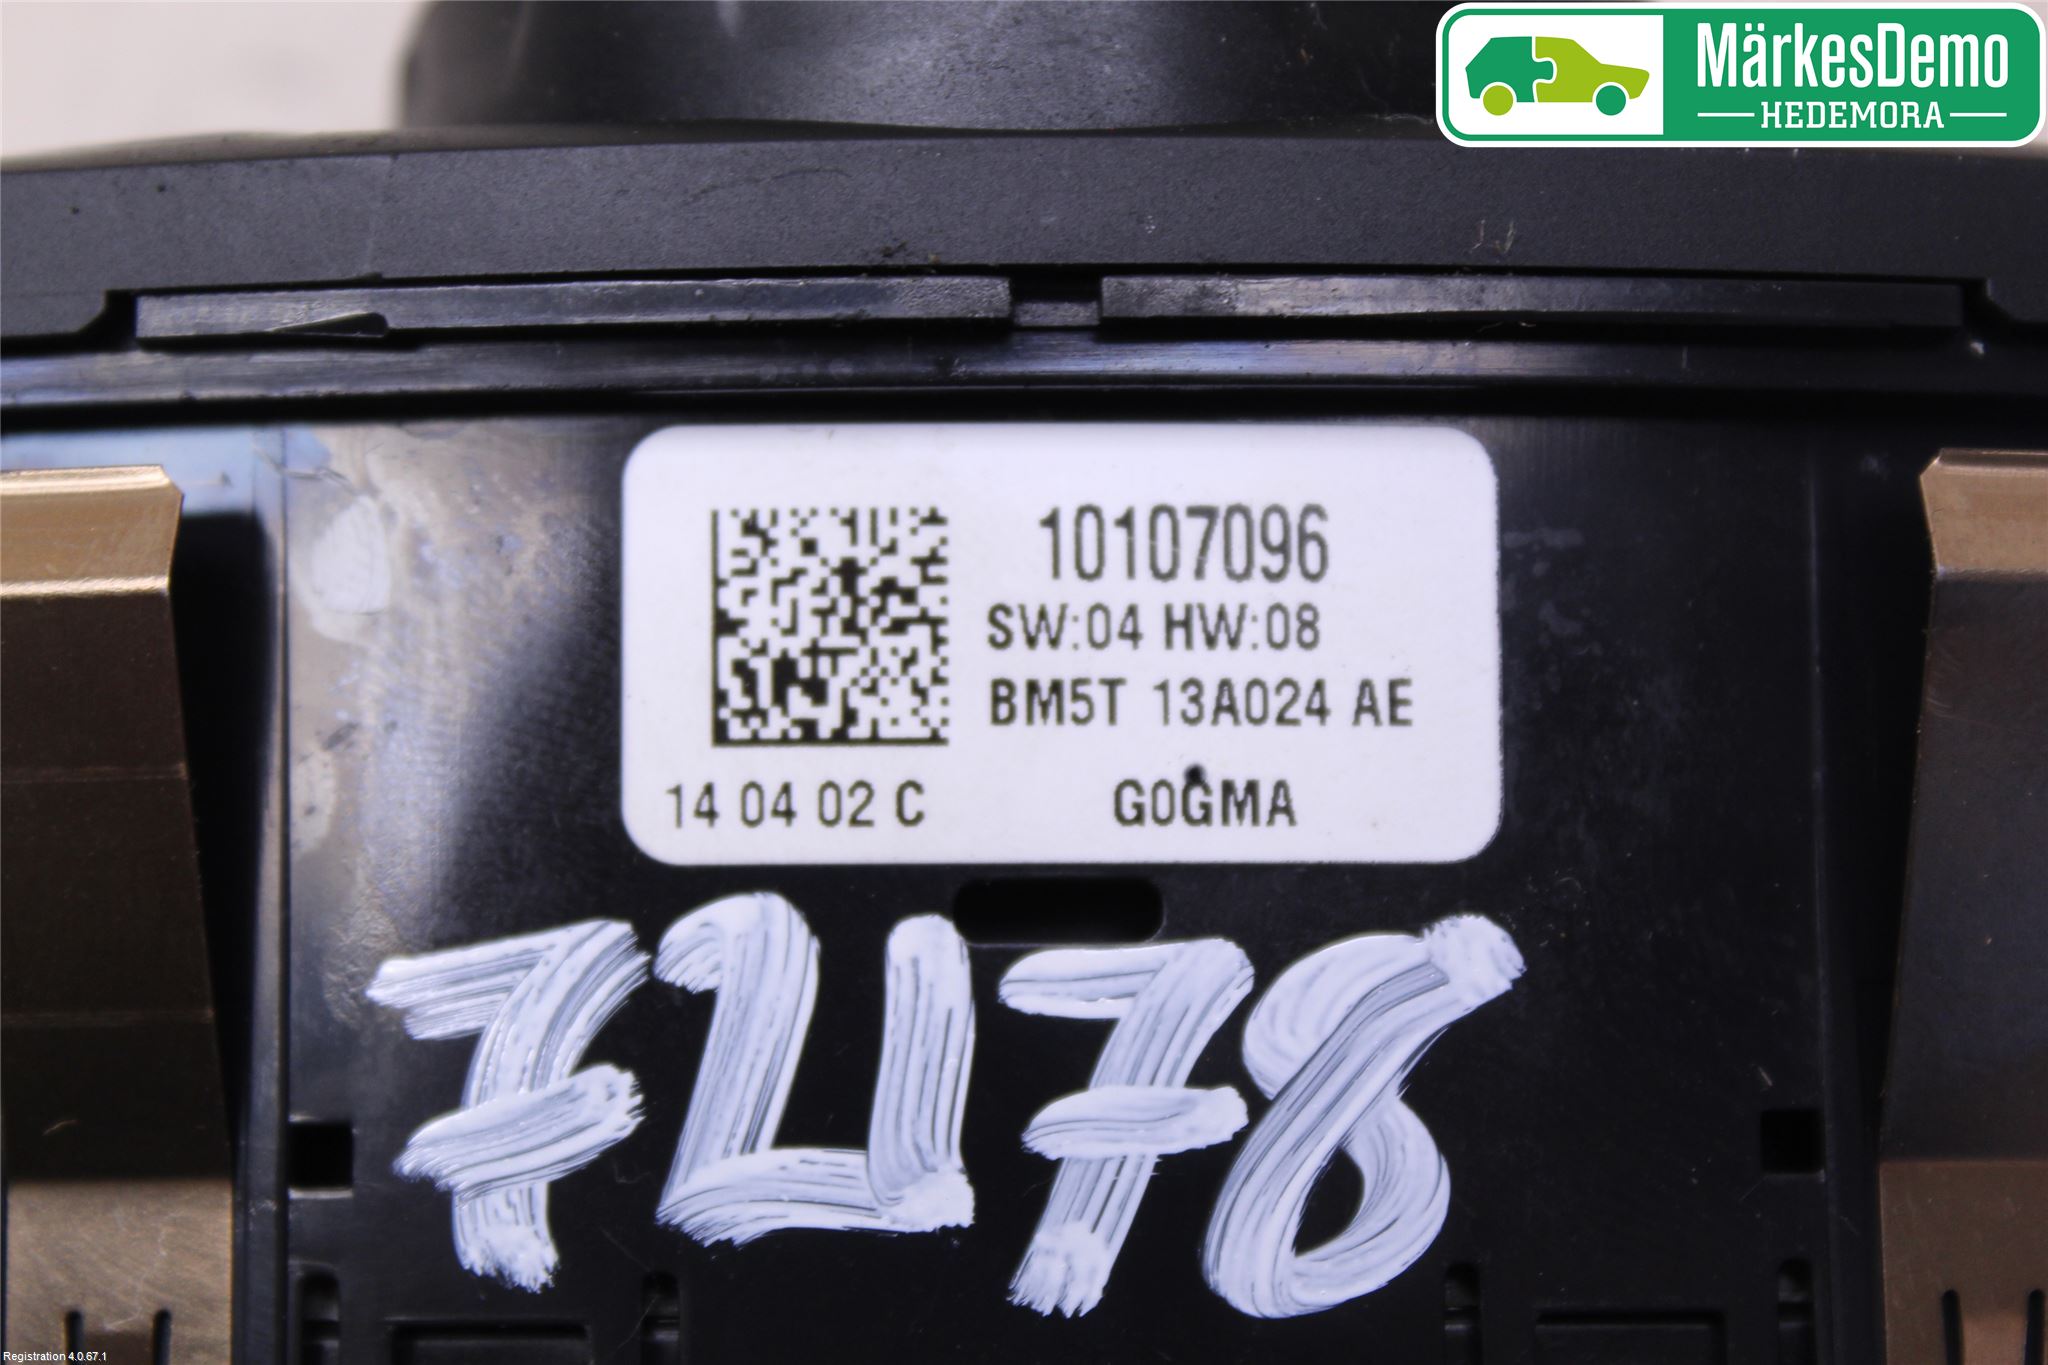 MärkesDemo
HEDEMORA
10107096
SW:04 HW:08
BM5T 13A024 AE
14 04 02 C
G0GMA
72178
Registration 4.0.67.1